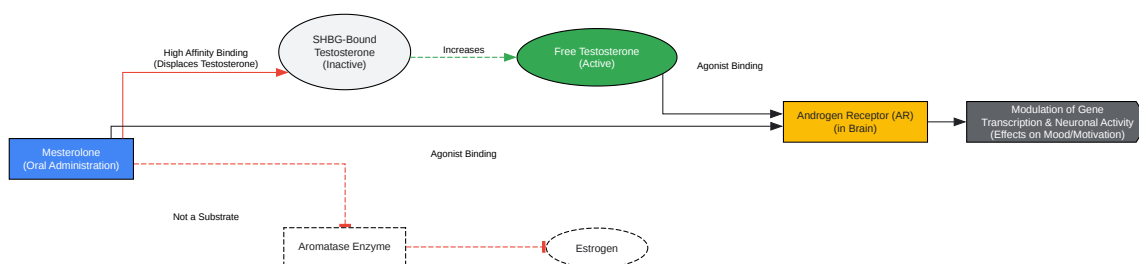 SHBG-Bound
Testosterone
(Inactive)
High Affinity Binding
(Displaces Testosterone)
Increases
Free Testosterone
(Active)
Agonist Binding
Androgen Receptor (AR)
(in Brain)
Modulation of Gene
Transcription & Neuronal Activity
(Effects on Mood/Motivation)
Mesterolone
(Oral Administration)
Agonist Binding
Not a Substrate
Aromatase Enzyme
Estrogen